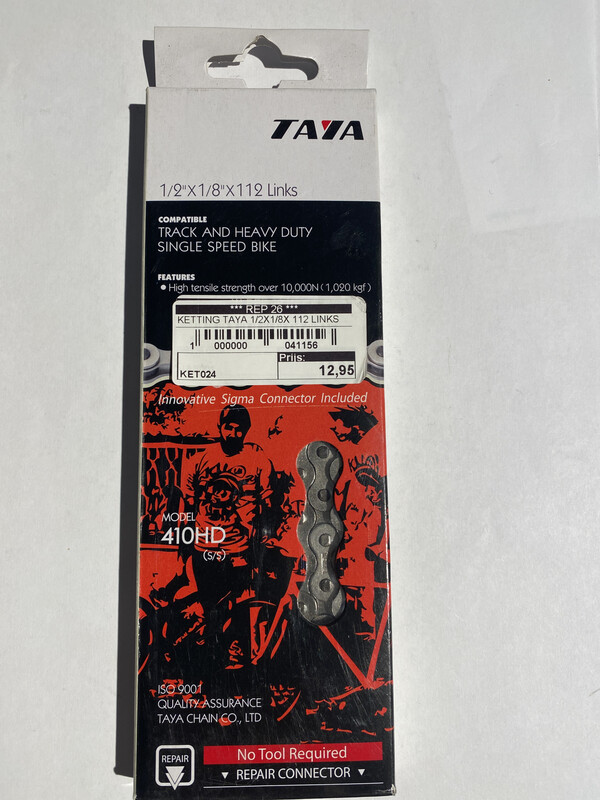 TAYA
1/2"X1/8"X112 Links
COMPATIBLE
TRACK AND HEAVY DUTY
SINGLE SPEED BIKE
FEATURES
• High tensile strength over 10,000N(1,020 kgf)
*** REP 26 ***
KETTING TAYA 1/2X1/8X 112 LINKS
1 000000 041156
Prijs:
KET024 12,95
Innovative Sigma Connector Included
MODEL
410HD
(S/S)
ISO 9001
QUALITY ASSURANCE
TAYA CHAIN CO., LTD
REPAIR
No Tool Required
▼ REPAIR CONNECTOR ▼